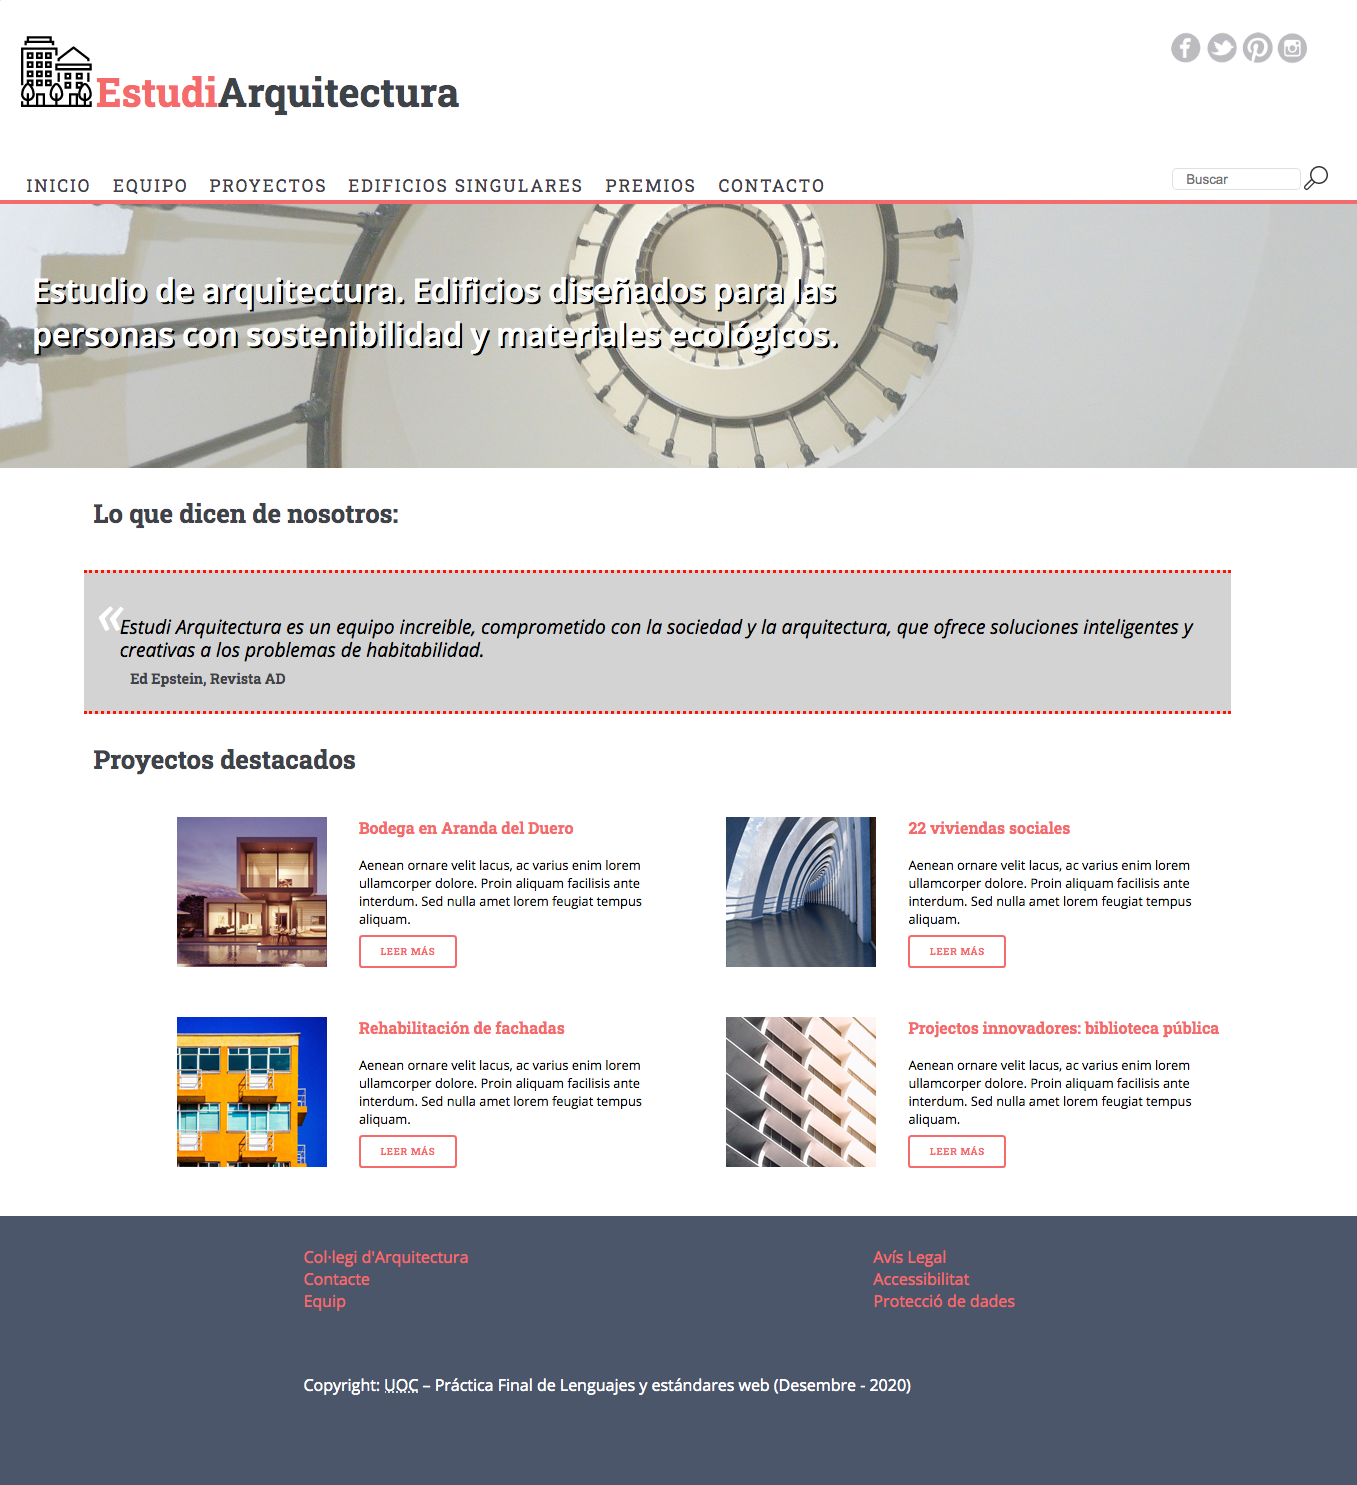 EstudiArquitectura
INICIO EQUIPO PROYECTOS EDIFICIOS SINGULARES PREMIOS CONTACTO
Buscar
Estudio de arquitectura. Edificios diseñados para las
personas con sostenibilidad y materiales ecológicos.
Lo que dicen de nosotros:
«
Estudi Arquitectura es un equipo increible, comprometido con la sociedad y la arquitectura, que ofrece soluciones inteligentes y
creativas a los problemas de habitabilidad.
Ed Epstein, Revista AD
Proyectos destacados
Bodega en Aranda del Duero
Aenean ornare velit lacus, ac varius enim lorem
ullamcorper dolore. Proin aliquam facilisis ante
interdum. Sed nulla amet lorem feugiat tempus
aliquam.
LEER MÁS
22 viviendas sociales
Aenean ornare velit lacus, ac varius enim lorem
ullamcorper dolore. Proin aliquam facilisis ante
interdum. Sed nulla amet lorem feugiat tempus
aliquam.
LEER MÁS
Rehabilitación de fachadas
Aenean ornare velit lacus, ac varius enim lorem
ullamcorper dolore. Proin aliquam facilisis ante
interdum. Sed nulla amet lorem feugiat tempus
aliquam.
LEER MÁS
Projectos innovadores: biblioteca pública
Aenean ornare velit lacus, ac varius enim lorem
ullamcorper dolore. Proin aliquam facilisis ante
interdum. Sed nulla amet lorem feugiat tempus
aliquam.
LEER MÁS
Col·legi d'Arquitectura
Contacte
Equip
Avís Legal
Accessibilitat
Protecció de dades
Copyright: UOC – Práctica Final de Lenguajes y estándares web (Desembre - 2020)